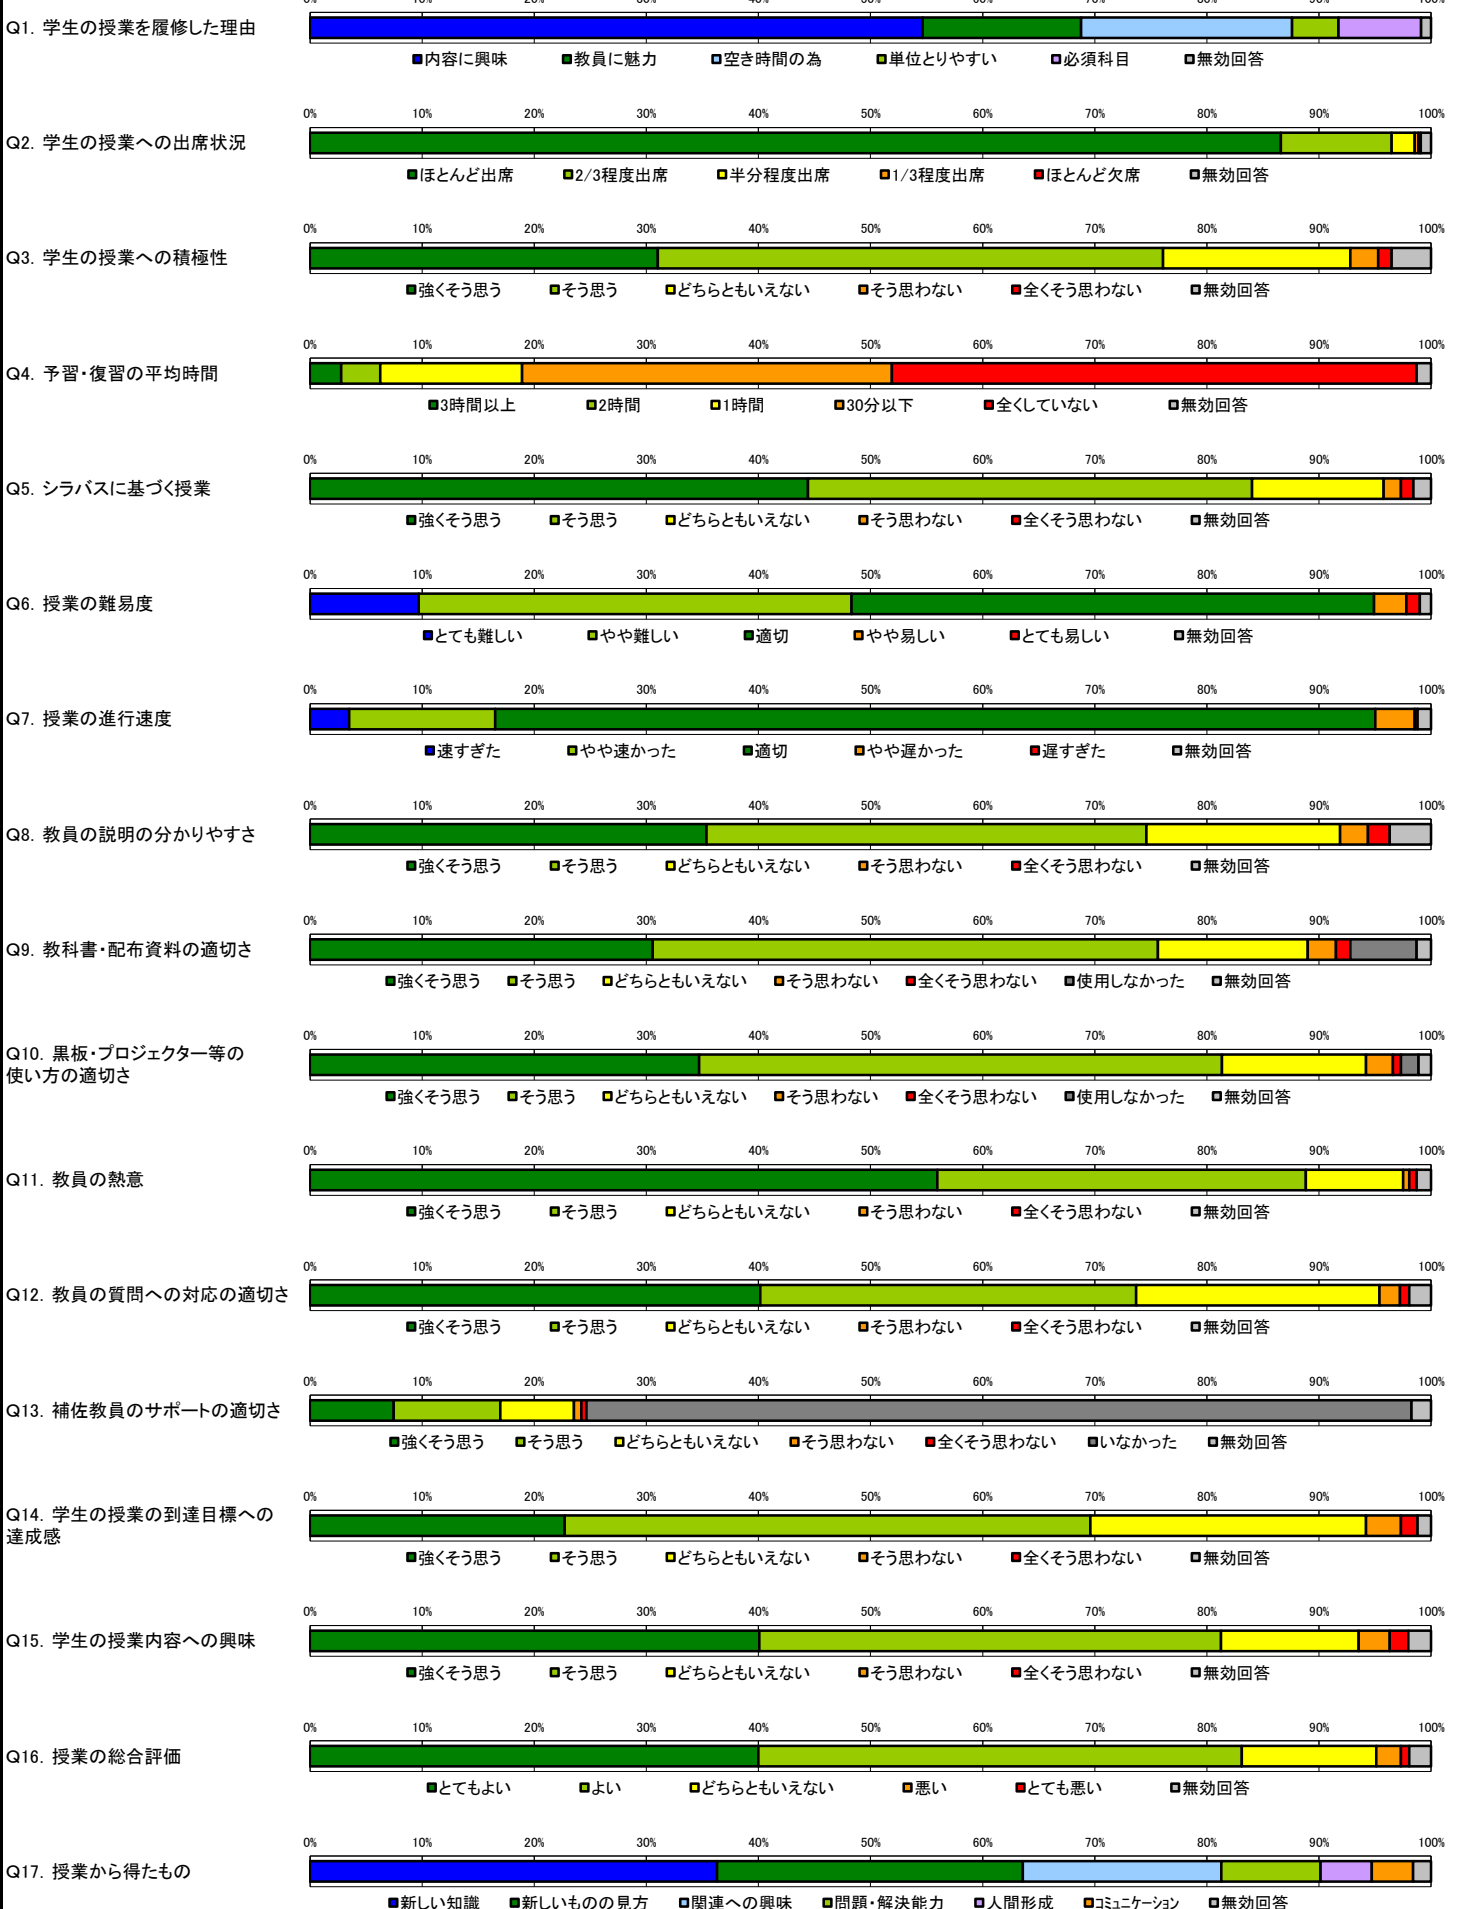 0% 10% 20% 30% 40% 50% 60% 70% 80% 90% 100%
Q1. 学生の授業を履修した理由
内容に興味 教員に魅力 空き時間の為 単位とりやすい 必須科目 無効回答
0% 10% 20% 30% 40% 50% 60% 70% 80% 90% 100%
Q2. 学生の授業への出席状況
ほとんど出席 2/3程度出席 半分程度出席 1/3程度出席 ほとんど欠席 無効回答
0% 10% 20% 30% 40% 50% 60% 70% 80% 90% 100%
Q3. 学生の授業への積極性
強くそう思う そう思う どちらともいえない そう思わない 全くそう思わない 無効回答
0% 10% 20% 30% 40% 50% 60% 70% 80% 90% 100%
Q4. 予習・復習の平均時間
3時間以上 2時間 1時間 30分以下 全くしていない 無効回答
0% 10% 20% 30% 40% 50% 60% 70% 80% 90% 100%
Q5. シラバスに基づく授業
強くそう思う そう思う どちらともいえない そう思わない 全くそう思わない 無効回答
0% 10% 20% 30% 40% 50% 60% 70% 80% 90% 100%
Q6. 授業の難易度
とても難しい やや難しい 適切 やや易しい とても易しい 無効回答
0% 10% 20% 30% 40% 50% 60% 70% 80% 90% 100%
Q7. 授業の進行速度
速すぎた やや速かった 適切 やや遅かった 遅すぎた 無効回答
0% 10% 20% 30% 40% 50% 60% 70% 80% 90% 100%
Q8. 教員の説明の分かりやすさ
強くそう思う そう思う どちらともいえない そう思わない 全くそう思わない 無効回答
0% 10% 20% 30% 40% 50% 60% 70% 80% 90% 100%
Q9. 教科書・配布資料の適切さ
強くそう思う そう思う どちらともいえない そう思わない 全くそう思わない 使用しなかった 無効回答
0% 10% 20% 30% 40% 50% 60% 70% 80% 90% 100%
Q10. 黒板・プロジェクター等の
使い方の適切さ
強くそう思う そう思う どちらともいえない そう思わない 全くそう思わない 使用しなかった 無効回答
0% 10% 20% 30% 40% 50% 60% 70% 80% 90% 100%
Q11. 教員の熱意
強くそう思う そう思う どちらともいえない そう思わない 全くそう思わない 無効回答
0% 10% 20% 30% 40% 50% 60% 70% 80% 90% 100%
Q12. 教員の質問への対応の適切さ
強くそう思う そう思う どちらともいえない そう思わない 全くそう思わない 無効回答
0% 10% 20% 30% 40% 50% 60% 70% 80% 90% 100%
Q13. 補佐教員のサポートの適切さ
強くそう思う そう思う どちらともいえない そう思わない 全くそう思わない いなかった 無効回答
0% 10% 20% 30% 40% 50% 60% 70% 80% 90% 100%
Q14. 学生の授業の到達目標への
達成感
強くそう思う そう思う どちらともいえない そう思わない 全くそう思わない 無効回答
0% 10% 20% 30% 40% 50% 60% 70% 80% 90% 100%
Q15. 学生の授業内容への興味
強くそう思う そう思う どちらともいえない そう思わない 全くそう思わない 無効回答
0% 10% 20% 30% 40% 50% 60% 70% 80% 90% 100%
Q16. 授業の総合評価
とてもよい よい どちらともいえない 悪い とても悪い 無効回答
0% 10% 20% 30% 40% 50% 60% 70% 80% 90% 100%
Q17. 授業から得たもの
新しい知識 新しいものの見方 関連への興味 問題・解決能力 人間形成 コミュニケーション 無効回答